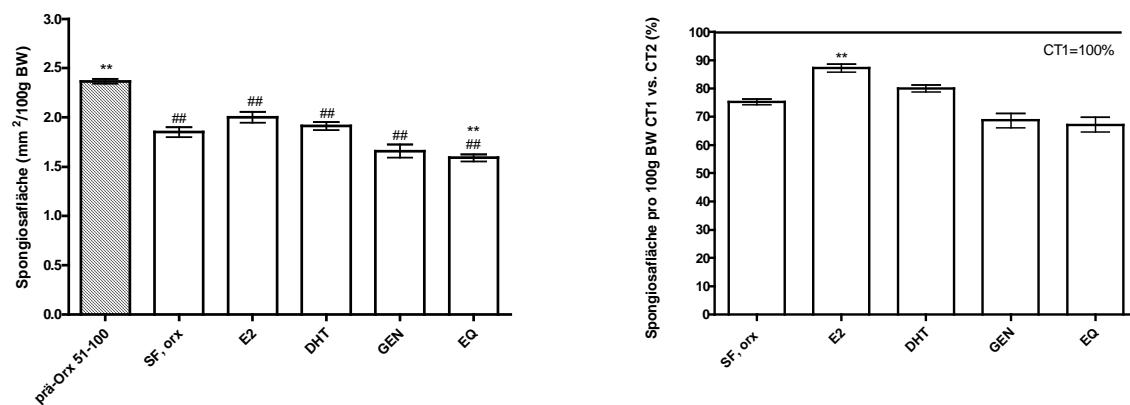 Spongiosafläche (mm 2/100g BW)
3.0
2.5
2.0
1.5
1.0
0.5
0.0
**
##
##
##
##
**
##
prä-Orx 51-100
SF, orx
E2
DHT
GEN
EQ
Spongiosafläche pro 100g BW CT1 vs. CT2 (%)
100
90
80
70
60
50
40
30
20
10
0
CT1=100%
**
SF, orx
E2
DHT
GEN
EQ